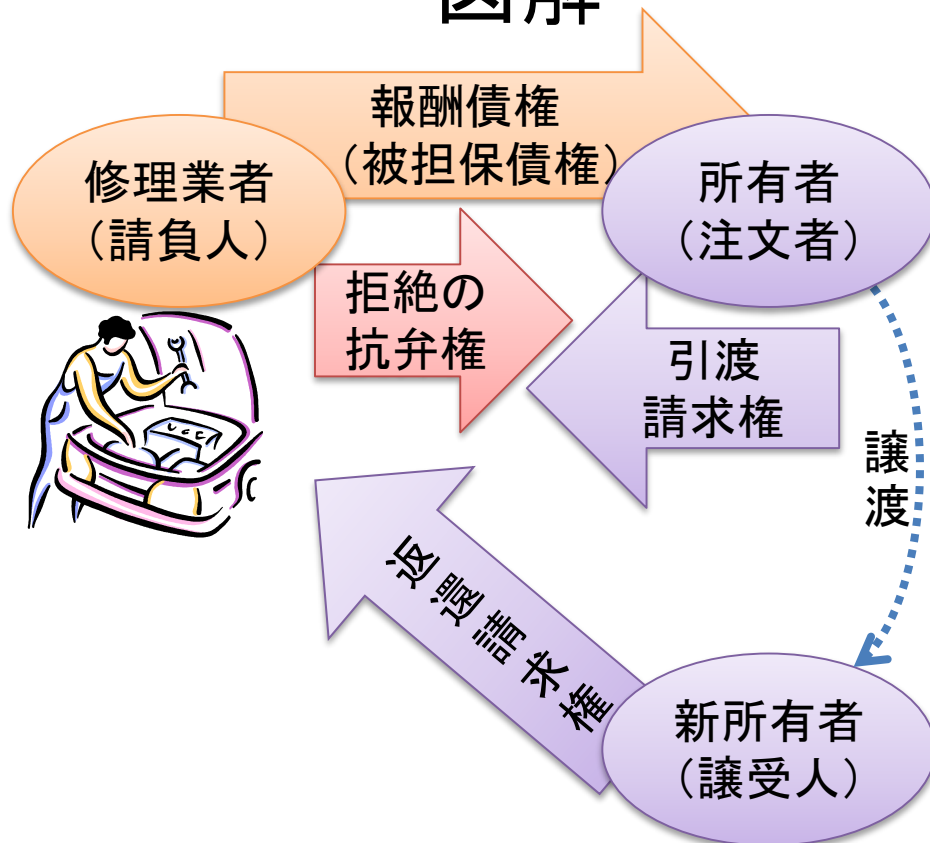 図解
報酬債権
（被担保債権）
修理業者
（請負人）
所有者
（注文者）
拒絶の
抗弁権
引渡
請求権
譲
渡
返還請求権
新所有者
（譲受人）